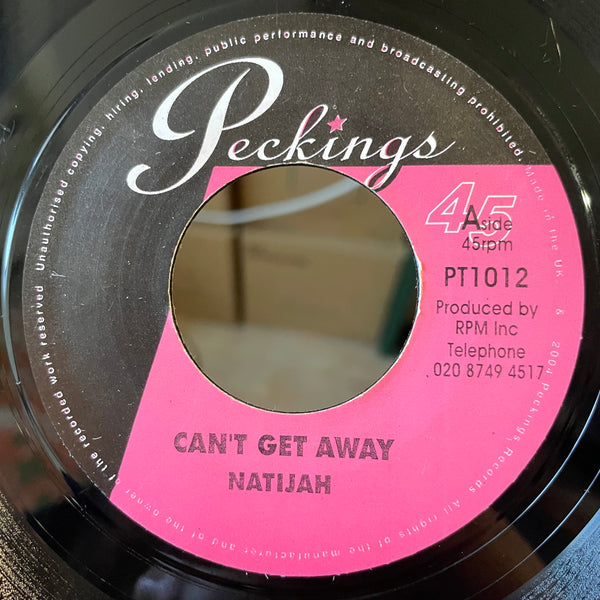 Peckings
45
A side
45rpm
PT1012
Produced by
RPM Inc
Telephone
020 8749 4517
CAN'T GET AWAY
NATIJAH
2004 Peckings Records All rights of the manufacturer and of the owner of the recorded work reserved Unauthorised copying, hiring, lending, public performance and broadcasting prohibited. Made in the UK.